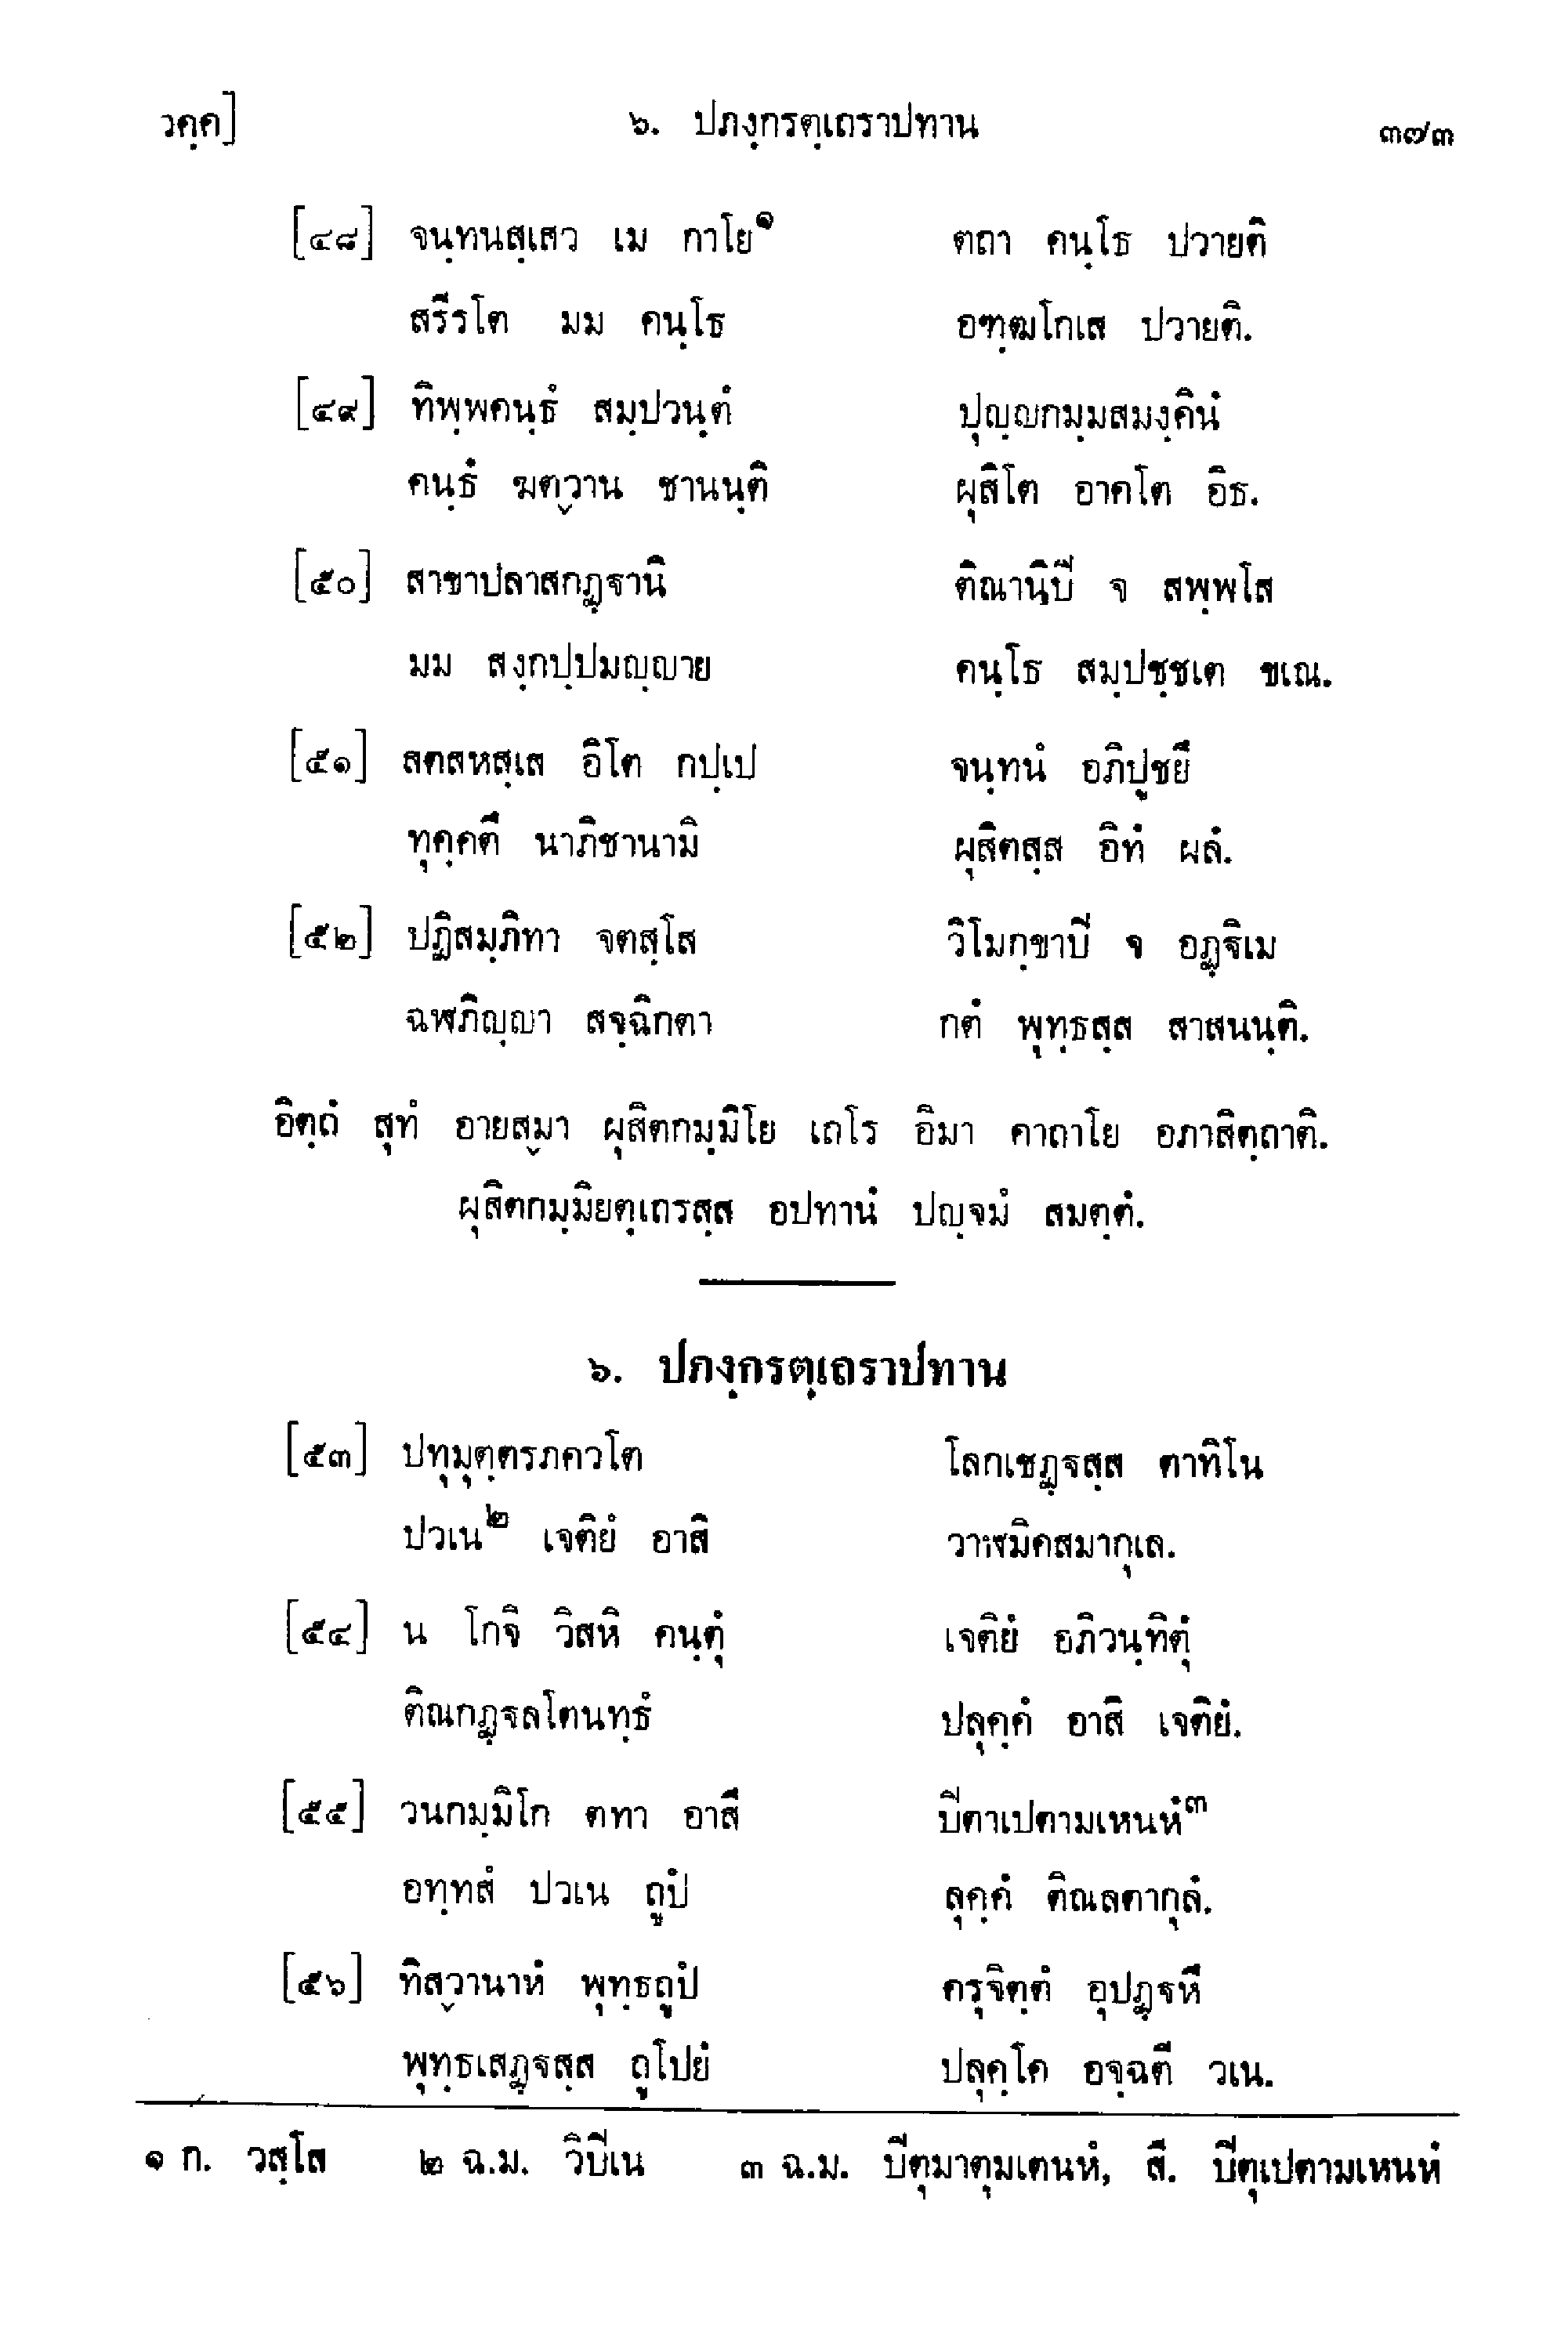 วคฺค] ๖. ปภงฺกรตฺเถราปทาน ๓๗๓
[๔๘] จนฺทนสฺเสว เม กาโย๑ ตถา คนฺโธ ปวายติ
สรีรโต มม คนฺโธ อฑฺฒโกเส ปวายติ.
[๔๙] ทิพฺพคนฺธํ สมฺปวนฺตํ ปุญฺญกมฺมสมงฺคินํ
คนฺธํ ฆตฺวาน ชานนฺติ ผุสิโต อาคโต อิธ.
[๕๐] สาขาปลาสกฏฺฐานิ ติณานิปิ จ สพฺพโส
มม สงฺกปฺปมญฺญาย คนฺโธ สมฺปชฺชเต ขเณ.
[๕๑] สตสหสฺเส อิโต กปฺเป จนฺทนํ อภิปูชยึ
ทุคฺคตึ นาภิชานามิ ผุสิตสฺส อิทํ ผลํ.
[๕๒] ปฏิสมฺภิทา จตสฺโส วิโมกฺขาปิ จ อฏฺฐิเม
ฉฬภิญฺญา สจฺฉิกตา กตํ พุทฺธสฺส สาสนนฺติ.
อิตฺถํ สุทํ อายสฺมา ผุสิตกมฺมิโย เถโร อิมา คาถาโย อภาสิตฺถาติ.
ผุสิตกมฺมิยตฺเถรสฺส อปทานํ ปญฺจมํ สมตฺตํ.
๖. ปภงฺกรตฺเถราปทาน
[๕๓] ปทุมุตฺตรภควโต โลกเชฏฺฐสฺส ตาทิโน
ปวเน๒ เจติยํ อาสิ วาฬมิคสมากุเล.
[๕๔] น โกจิ วิสหิ คนฺตุํ เจติยํ อภิวนฺทิตุํ
ติณกฏฺฐลโตนทฺธํ ปลุคฺคํ อาสิ เจติยํ.
[๕๕] วนกมฺมิโก ตทา อาสึ ปิตาเปตามเหนหํ๓
อทฺทสํ ปวเน ถูปํ ลุคฺคํ ติณลตากุลํ.
[๕๖] ทิสฺวานาหํ พุทฺธถูปํ ครุจิตฺตํ อุปฏฺฐหึ
พุทฺธเสฏฺฐสฺส ถูโปยํ ปลุคฺโค อจฺฉตี วเน.
๑ ก. วสฺโส ๒ ฉ.ม. วิปิเน ๓ ฉ.ม. ปิตุมาตุมเตนหํ, สี. ปิตุเปตามเหนหํ